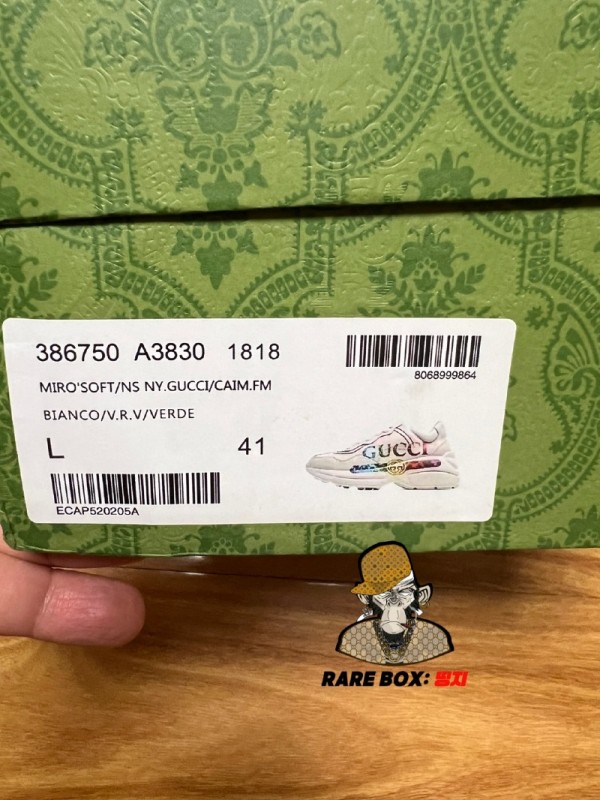 386750 A3830 1818
8068999864
MIRO'SOFT/NS NY.GUCCI/CAIM.FM
BIANCO/V.R.V/VERDE
L 41
GUCCI
ECAP520205A
RARE BOX: 띵지